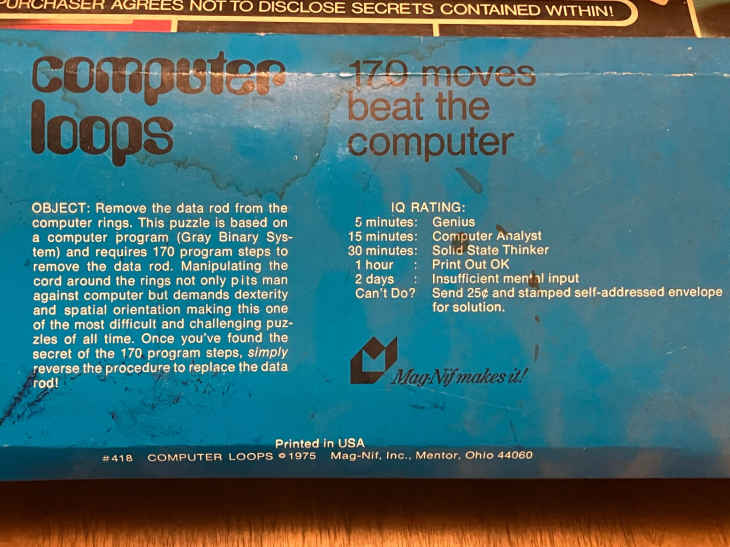 PURCHASER AGREES NOT TO DISCLOSE SECRETS CONTAINED WITHIN!
computer
loops
170 moves
beat the
computer
OBJECT: Remove the data rod from the
computer rings. This puzzle is based on
a computer program (Gray Binary Sys-
tem) and requires 170 program steps to
remove the data rod. Manipulating the
cord around the rings not only pits man
against computer but demands dexterity
and spatial orientation making this one
of the most difficult and challenging puz-
zles of all time. Once you've found the
secret of the 170 program steps, simply
reverse the procedure to replace the data
rod!
IQ RATING:
5 minutes: Genius
15 minutes: Computer Analyst
30 minutes: Solid State Thinker
1 hour : Print Out OK
2 days : Insufficient mental input
Can't Do? Send 25¢ and stamped self-addressed envelope
for solution.
Mag-Nif makes it!
Printed in USA
#418 COMPUTER LOOPS ©1975 Mag-Nif, Inc., Mentor, Ohio 44060